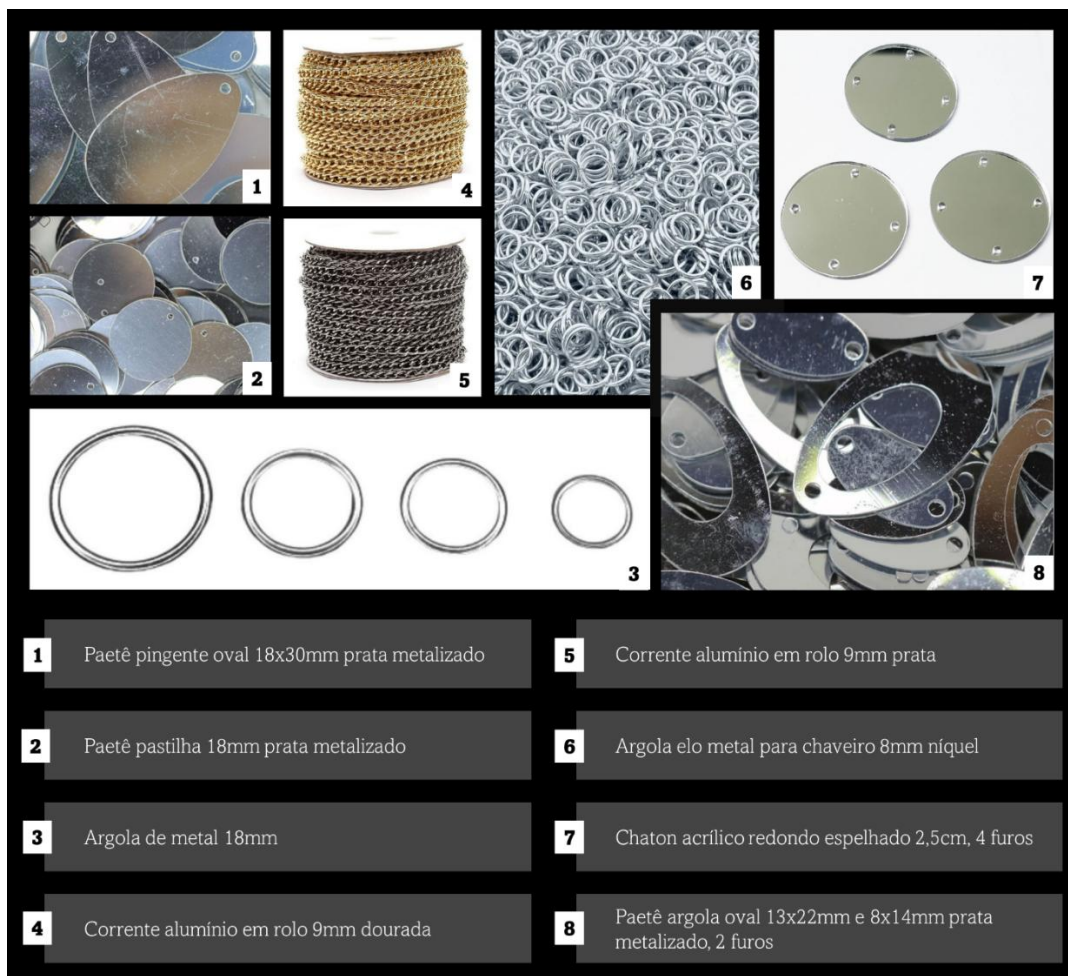 1
4
6
7
2
5
3
8
1 Paetê pingente oval 18x30mm prata metalizado
2 Paetê pastilha 18mm prata metalizado
3 Argola de metal 18mm
4 Corrente alumínio em rolo 9mm dourada
5 Corrente alumínio em rolo 9mm prata
6 Argola elo metal para chaveiro 8mm níquel
7 Chaton acrílico redondo espelhado 2,5cm, 4 furos
8 Paetê argola oval 13x22mm e 8x14mm prata
metalizado, 2 furos